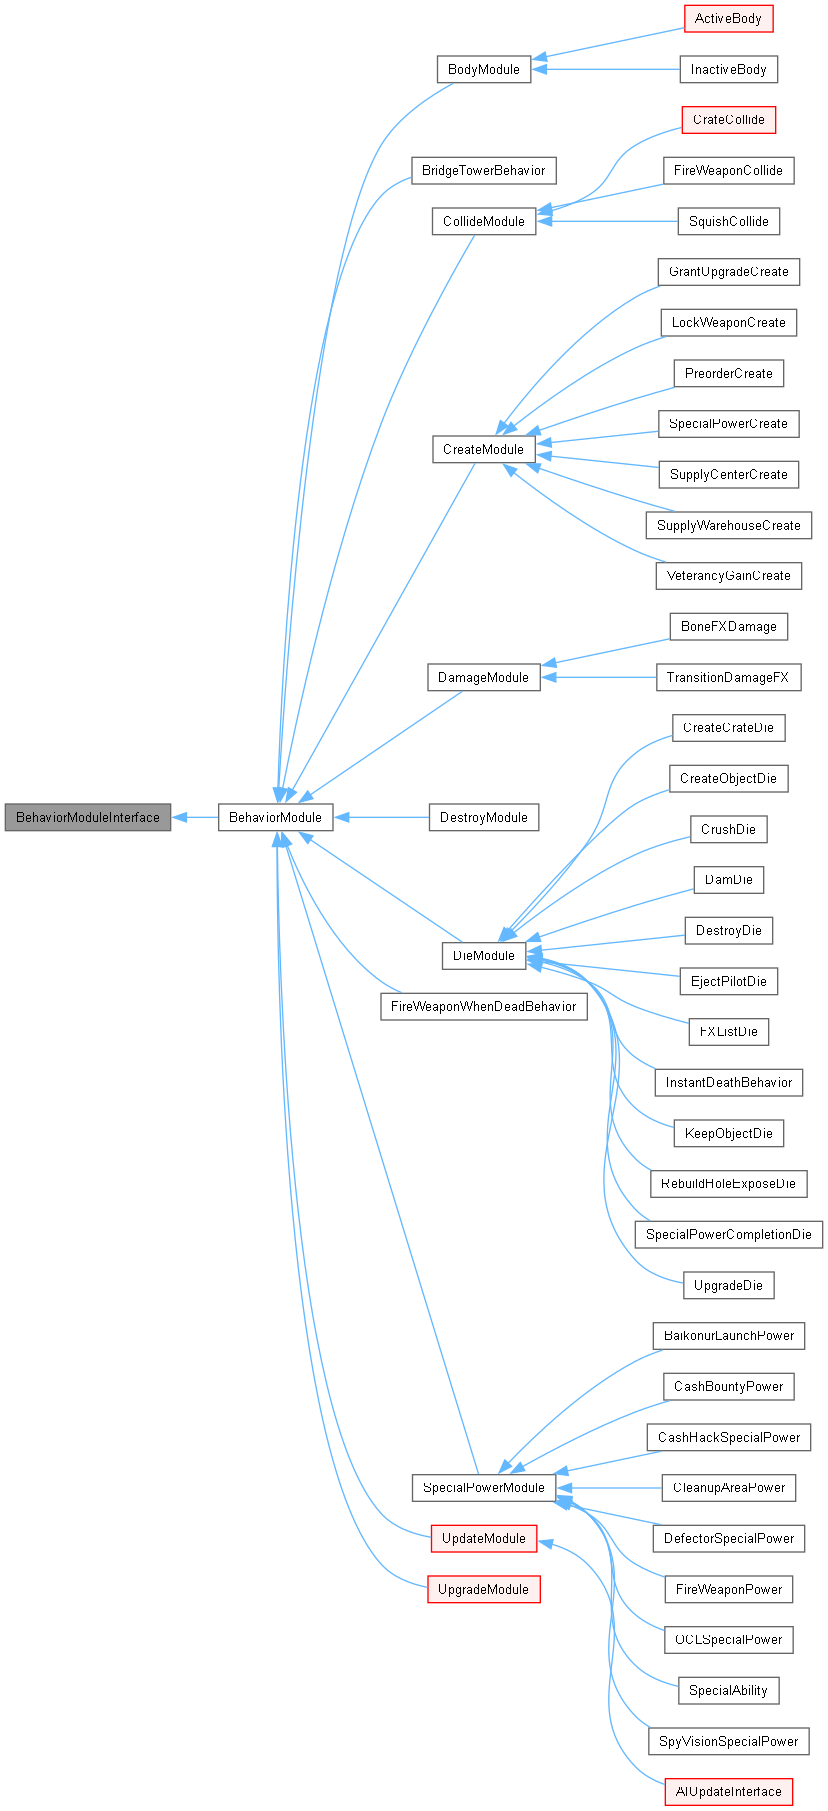 ActiveBody
BodyModule
InactiveBody
CrateCollide
BridgeTowerBehavior
FireWeaponCollide
CollideModule
SquishCollide
GrantUpgradeCreate
LockWeaponCreate
PreorderCreate
SpecialPowerCreate
CreateModule
SupplyCenterCreate
SupplyWarehouseCreate
VeterancyGainCreate
BoneFXDamage
DamageModule
TransitionDamageFX
CreateCrateDie
CreateObjectDie
BehaviorModuleInterface
BehaviorModule
DestroyModule
CrushDie
DamDie
DestroyDie
DieModule
EjectPilotDie
FireWeaponWhenDeadBehavior
FXListDie
InstantDeathBehavior
KeepObjectDie
RebuildHoleExposeDie
SpecialPowerCompletionDie
UpgradeDie
BaikonurLaunchPower
CashBountyPower
CashHackSpecialPower
SpecialPowerModule
CleanupAreaPower
UpdateModule
DefectorSpecialPower
UpgradeModule
FireWeaponPower
OCLSpecialPower
SpecialAbility
SpyVisionSpecialPower
AIUpdateInterface